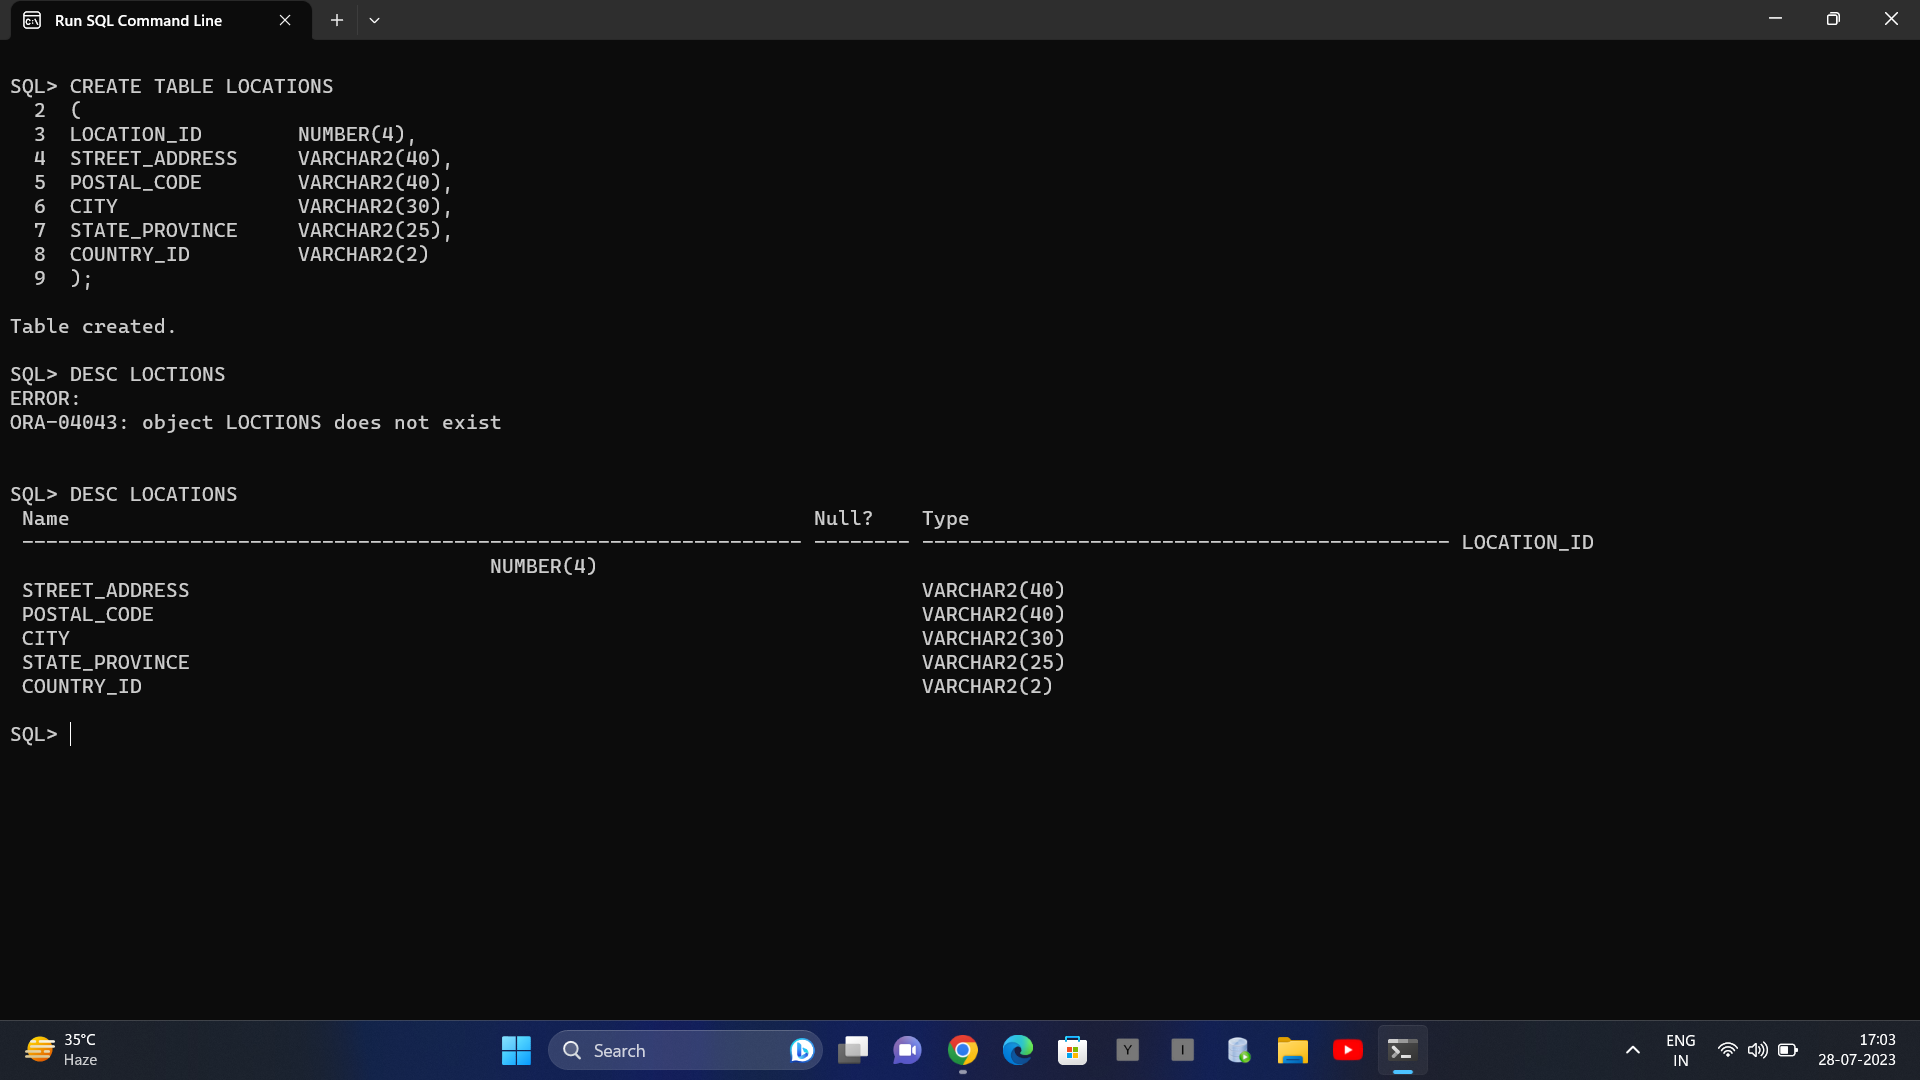 Run SQL Command Line
SQL> CREATE TABLE LOCATIONS
2 (
3 LOCATION_ID NUMBER(4),
4 STREET_ADDRESS VARCHAR2(40),
5 POSTAL_CODE VARCHAR2(40),
6 CITY VARCHAR2(30),
7 STATE_PROVINCE VARCHAR2(25),
8 COUNTRY_ID VARCHAR2(2)
9 );
Table created.
SQL> DESC LOCTIONS
ERROR:
ORA-04043: object LOCTIONS does not exist
SQL> DESC LOCATIONS
Name Null? Type
----------------------------------------------------------------- -------- -------------------------------------------- LOCATION_ID
NUMBER(4)
STREET_ADDRESS VARCHAR2(40)
POSTAL_CODE VARCHAR2(40)
CITY VARCHAR2(30)
STATE_PROVINCE VARCHAR2(25)
COUNTRY_ID VARCHAR2(2)
SQL>
35°C
Haze
Search
Y
I
ENG
IN
17:03
28-07-2023